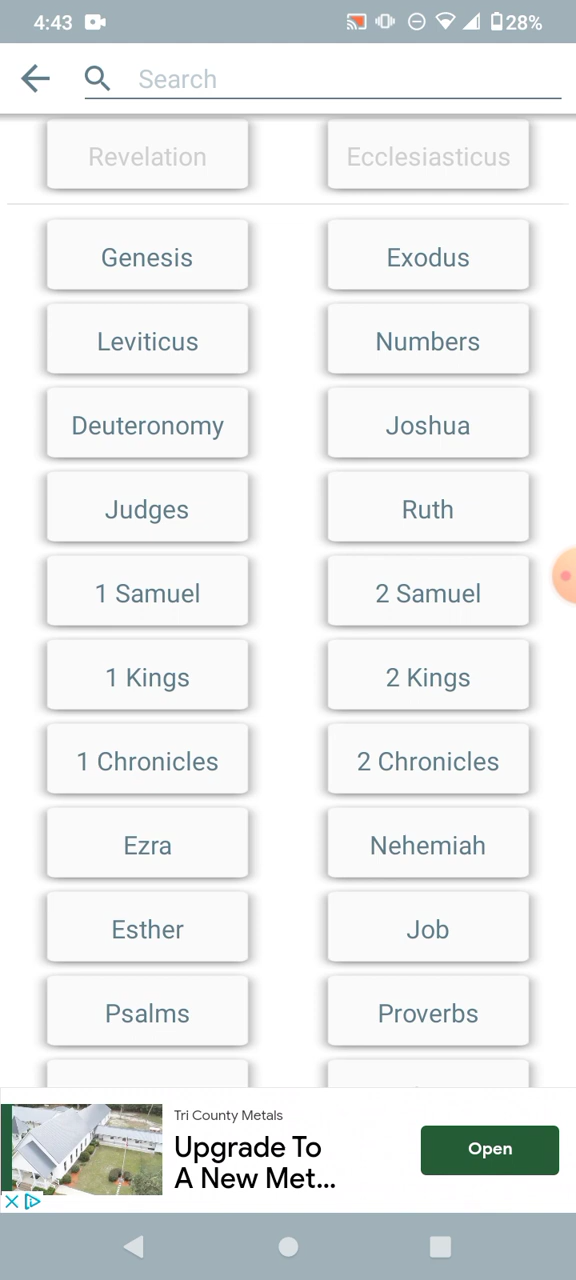 4:43 28%
Search
Revelation Ecclesiasticus
Genesis Exodus
Leviticus Numbers
Deuteronomy Joshua
Judges Ruth
1 Samuel 2 Samuel
1 Kings 2 Kings
1 Chronicles 2 Chronicles
Ezra Nehemiah
Esther Job
Psalms Proverbs
Tri County Metals
Upgrade To
A New Met...
Open